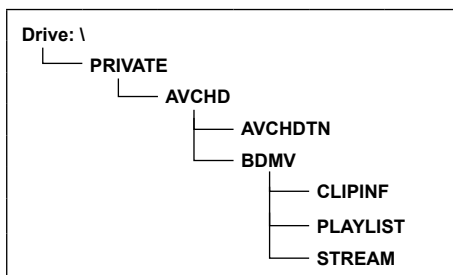 Drive: \
PRIVATE
AVCHD
AVCHDTN
BDMV
CLIPINF
PLAYLIST
STREAM